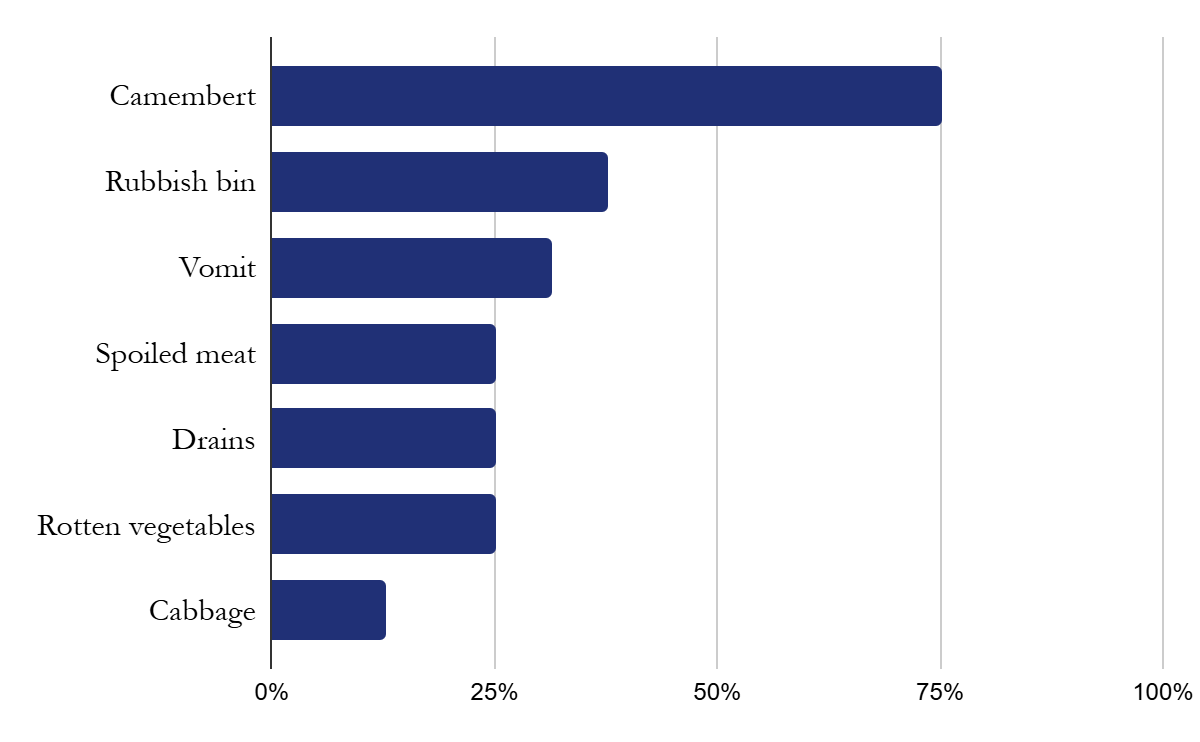 Camembert
Rubbish bin
Vomit
Spoiled meat
Drains
Rotten vegetables
Cabbage
0% 25% 50% 75% 100%